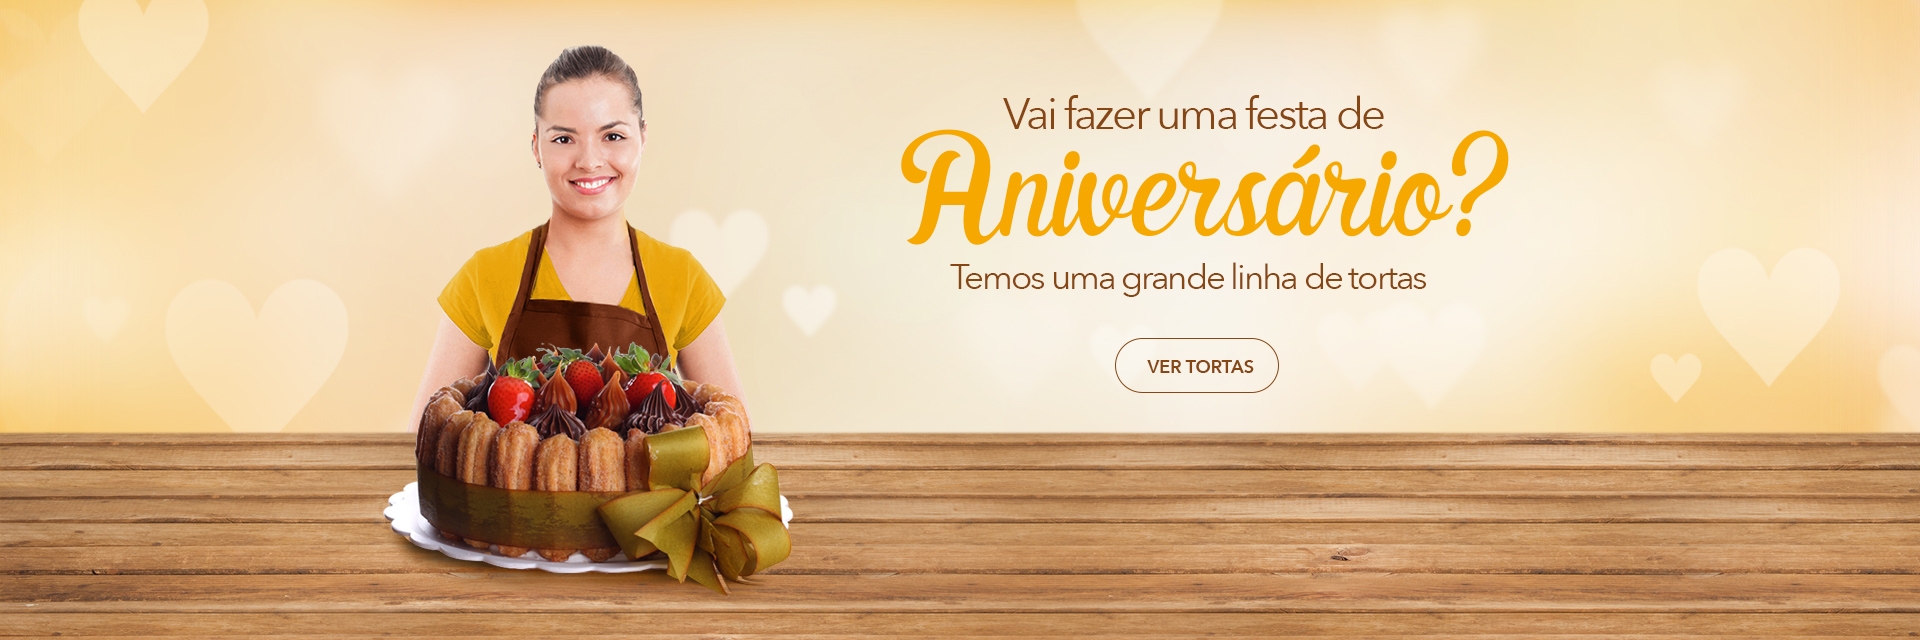 Vai fazer uma festa de
Aniversário?
Temos uma grande linha de tortas
VER TORTAS